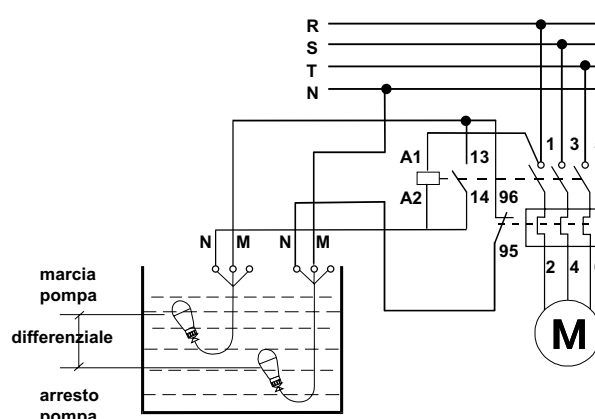 R
S
T
N
1 3
A1 13
A2 14 96
N M N M 95
2 4
marcia
pompa
differenziale
M
arresto
pompa